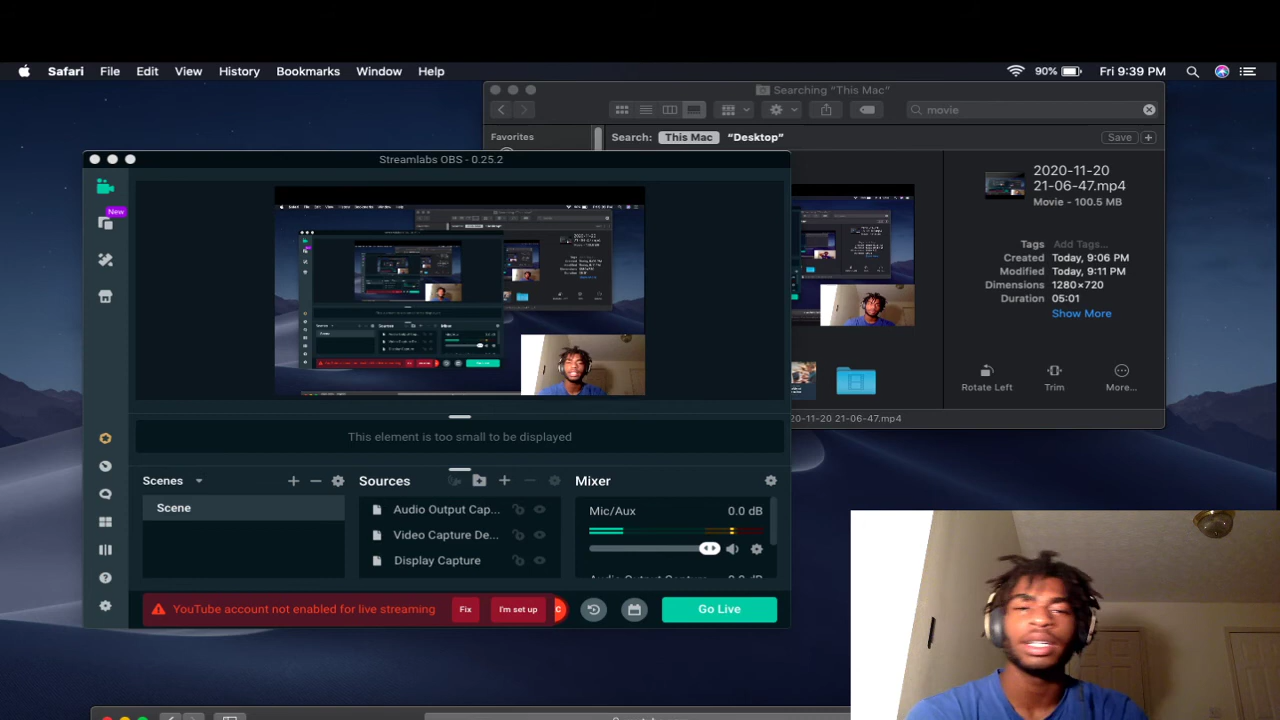 Safari File Edit View History Bookmarks Window Help
90% Fri 9:39 PM
Searching “This Mac”
movie
Favorites
Search: This Mac “Desktop”
Save
2020-11-20
21-06-47.mp4
Movie - 100.5 MB
Tags Add Tags...
Created Today, 9:06 PM
Modified Today, 9:11 PM
Dimensions 1280×720
Duration 05:01
Show More
Rotate Left Trim More...
20-11-20 21-06-47.mp4
Streamlabs OBS - 0.25.2
New
This element is too small to be displayed
Scenes
Scene
Sources
Audio Output Cap...
Video Capture De...
Display Capture
Mixer
Mic/Aux 0.0 dB
YouTube account not enabled for live streaming
Fix
I'm set up
Go Live